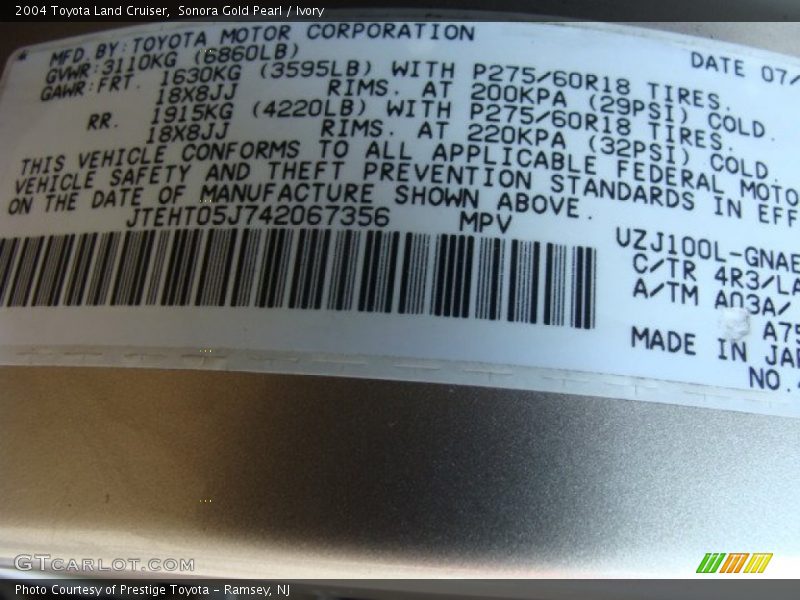 2004 Toyota Land Cruiser, Sonora Gold Pearl / Ivory
MFD. BY: TOYOTA MOTOR CORPORATION
DATE 07/
GVWR: 3110KG (6860LB)
GAWR: FRT. 1630KG (3595LB) WITH P275/60R18 TIRES.
18X8JJ RIMS. AT 200KPA (29PSI) COLD.
RR. 1915KG (4220LB) WITH P275/60R18 TIRES.
18X8JJ RIMS. AT 220KPA (32PSI) COLD.
THIS VEHICLE CONFORMS TO ALL APPLICABLE FEDERAL MOTO
VEHICLE SAFETY AND THEFT PREVENTION STANDARDS IN EFF
ON THE DATE OF MANUFACTURE SHOWN ABOVE.
JTEHT05J742067356 MPV
UZJ100L-GNAE
C/TR 4R3/LA
A/TM A03A/
A75
MADE IN JAP
NO.
GTCARLOT.COM
Photo Courtesy of Prestige Toyota - Ramsey, NJ